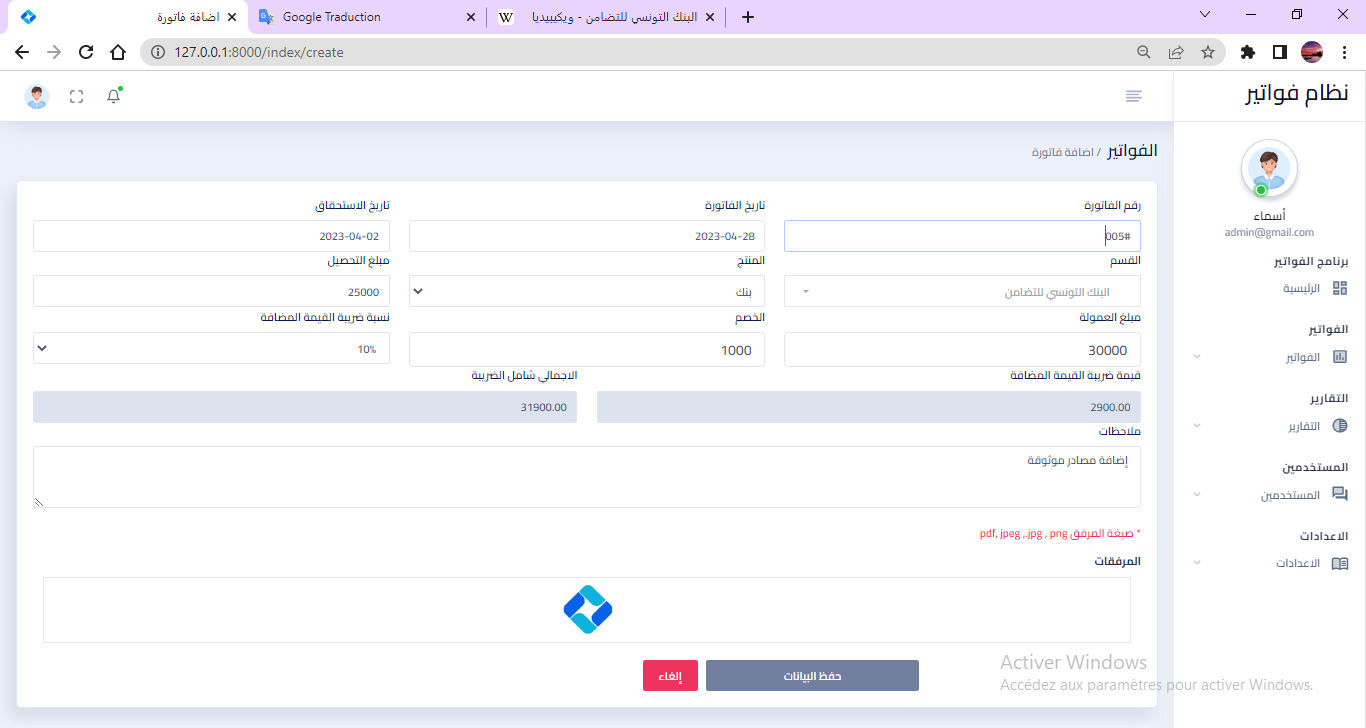 اضافة فاتورة
Google Traduction
البنك التونسي للتضامن - ويكيبيديا
127.0.0.1:8000/index/create
نظام فواتير
أسماء
admin@gmail.com
برنامج الفواتير
الرئيسية
الفواتير
الفواتير
التقارير
التقارير
المستخدمين
المستخدمين
الاعدادات
الاعدادات
الفواتير / اضافة فاتورة
رقم الفاتورة تاريخ الفاتورة تاريخ الاستحقاق
005# 2023-04-28 2023-04-02
القسم المنتج مبلغ التحصيل
البنك التونسي للتضامن بنك 25000
مبلغ العمولة الخصم نسبة ضريبة القيمة المضافة
30000 1000 10%
قيمة ضريبة القيمة المضافة الاجمالي شامل الضريبة
2900.00 31900.00
ملاحظات
إضافة مصادر موثوقة
* صيغة المرفق pdf, jpeg ,.jpg , png
المرفقات
حفظ البيانات إلغاء
Activer Windows
Accédez aux paramètres pour activer Windows.